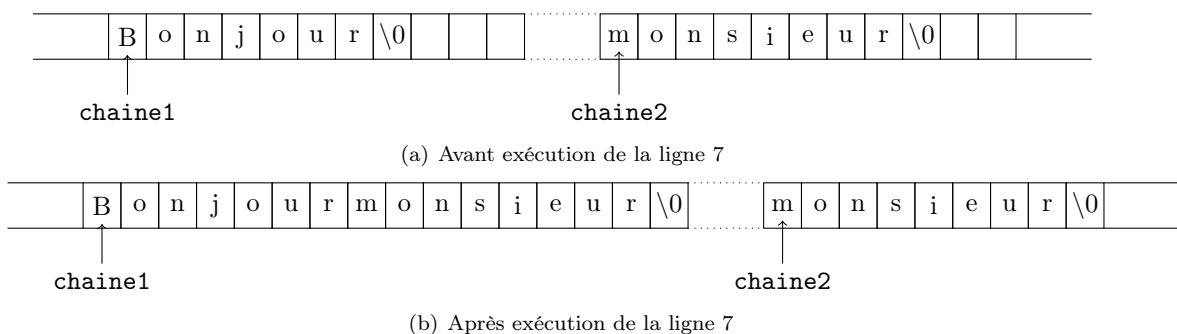 B o n j o u r \0 m o n s i e u r \0
chaine1 chaine2
(a) Avant exécution de la ligne 7
B o n j o u r m o n s i e u r \0 m o n s i e u r \0
chaine1 chaine2
(b) Après exécution de la ligne 7